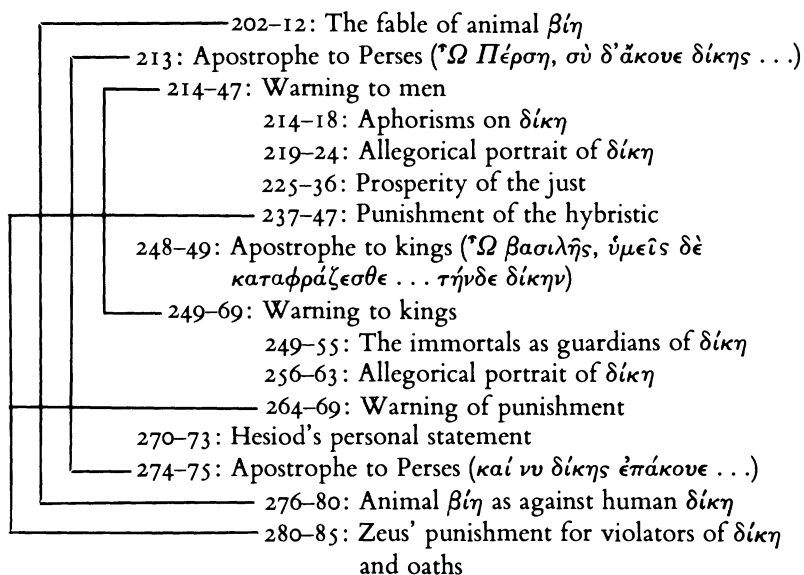 202–12: The fable of animal βίη
213: Apostrophe to Perses (Ὦ Πέρση, σὺ δ’ἄκουε δίκης . . .)
214–47: Warning to men
214–18: Aphorisms on δίκη
219–24: Allegorical portrait of δίκη
225–36: Prosperity of the just
237–47: Punishment of the hybristic
248–49: Apostrophe to kings (Ὦ βασιλῆς, ὑμεῖς δὲ
καταφράζεσθε . . . τήνδε δίκην)
249–69: Warning to kings
249–55: The immortals as guardians of δίκη
256–63: Allegorical portrait of δίκη
264–69: Warning of punishment
270–73: Hesiod’s personal statement
274–75: Apostrophe to Perses (καί νυ δίκης ἐπάκουε . . .)
276–80: Animal βίη as against human δίκη
280–85: Zeus’ punishment for violators of δίκη
and oaths